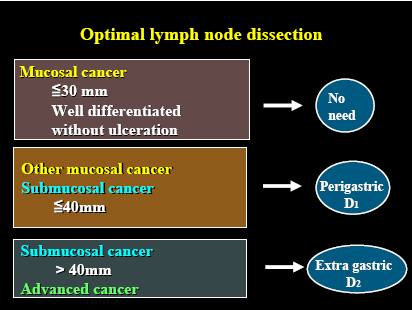 Optimal lymph node dissection
Mucosal cancer
≦30 mm
Well differentiated
without ulceration
No
need
Other mucosal cancer
Submucosal cancer
≦40mm
Perigastric
D1
Submucosal cancer
> 40mm
Advanced cancer
Extra gastric
D2